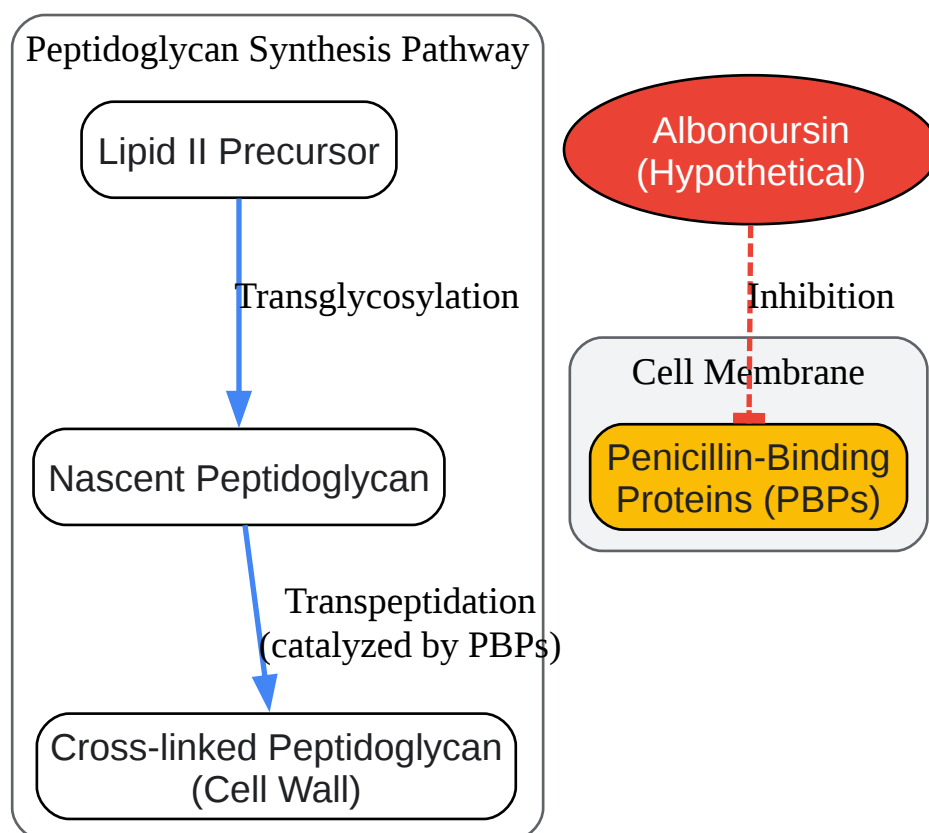 Peptidoglycan Synthesis Pathway
Lipid II Precursor
Transglycosylation
Nascent Peptidoglycan
Transpeptidation
(catalyzed by PBPs)
Cross-linked Peptidoglycan
(Cell Wall)
Albonoursin
(Hypothetical)
Inhibition
Cell Membrane
Penicillin-Binding
Proteins (PBPs)